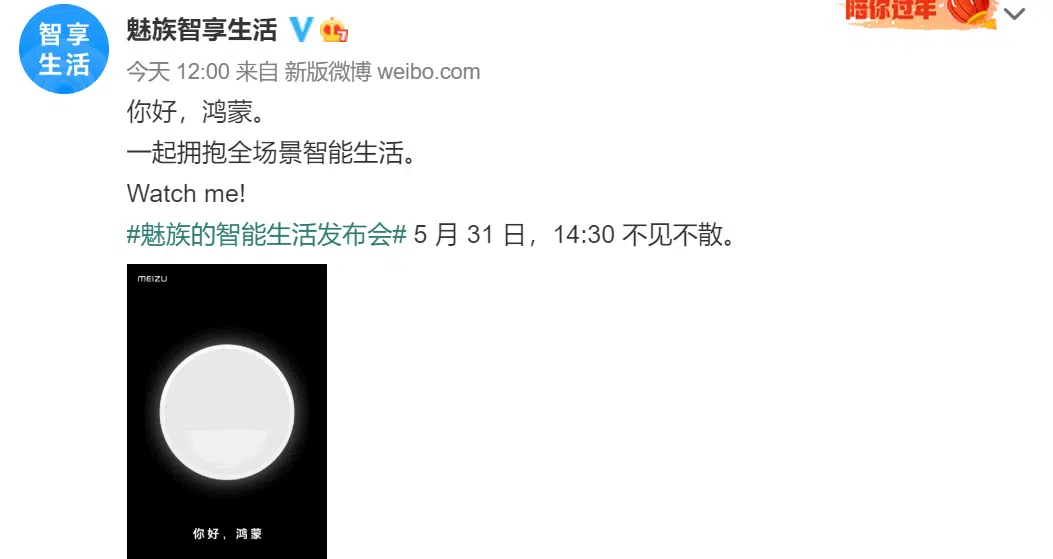 智享
生活
魅族智享生活
陪你过年
今天 12:00 来自 新版微博 weibo.com
你好，鸿蒙。
一起拥抱全场景智能生活。
Watch me!
#魅族的智能生活发布会# 5 月 31 日，14:30 不见不散。
MEIZU
你好，鸿蒙